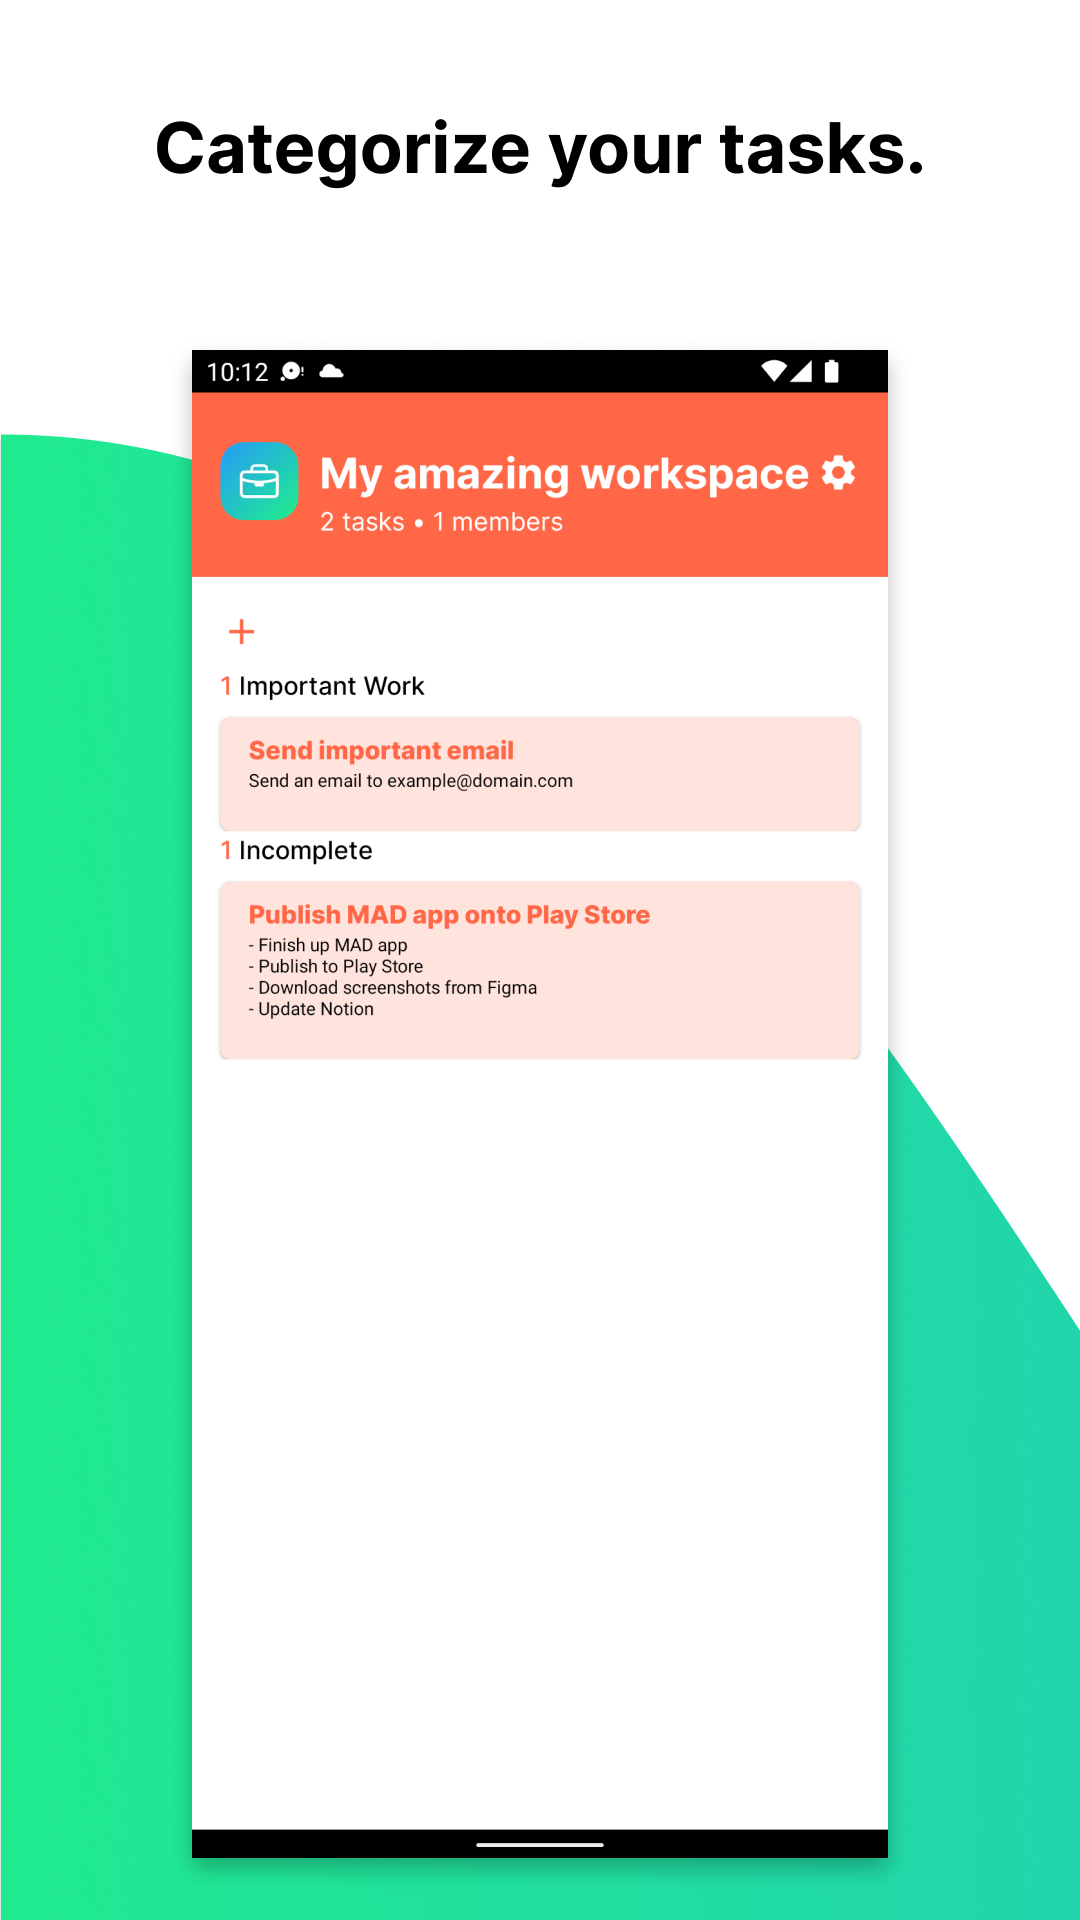 Categorize your tasks.
10:12
My amazing workspace
2 tasks • 1 members
+
1 Important Work
Send important email
Send an email to example@domain.com
1 Incomplete
Publish MAD app onto Play Store
- Finish up MAD app
- Publish to Play Store
- Download screenshots from Figma
- Update Notion